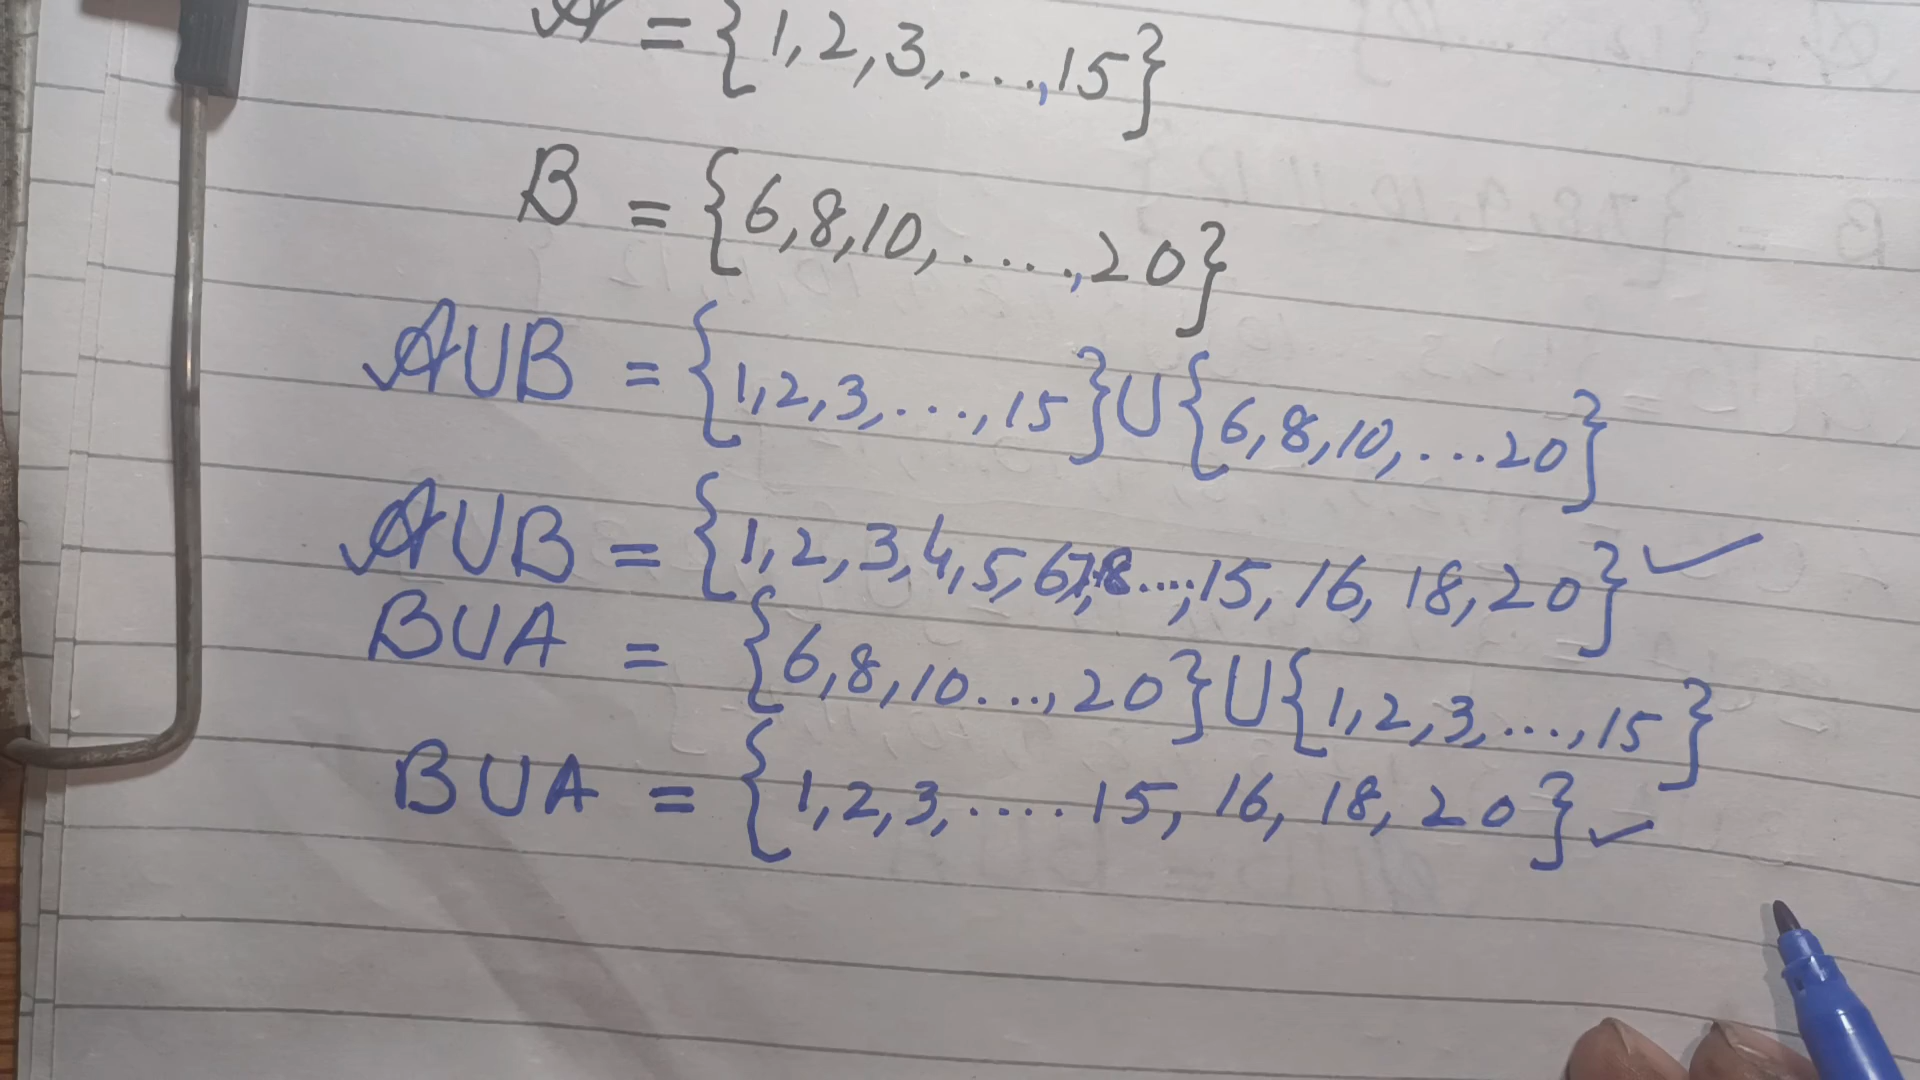 A = {1,2,3,...,15}
B = {6,8,10,....,20}
AUB = {1,2,3,...,15}U{6,8,10,...20}
AUB = {1,2,3,4,5,6,7,8...,15, 16, 18,20} ✓
BUA = {6,8,10...,20}U{1,2,3,...,15}
BUA = {1,2,3,....15, 16, 18, 20} ✓